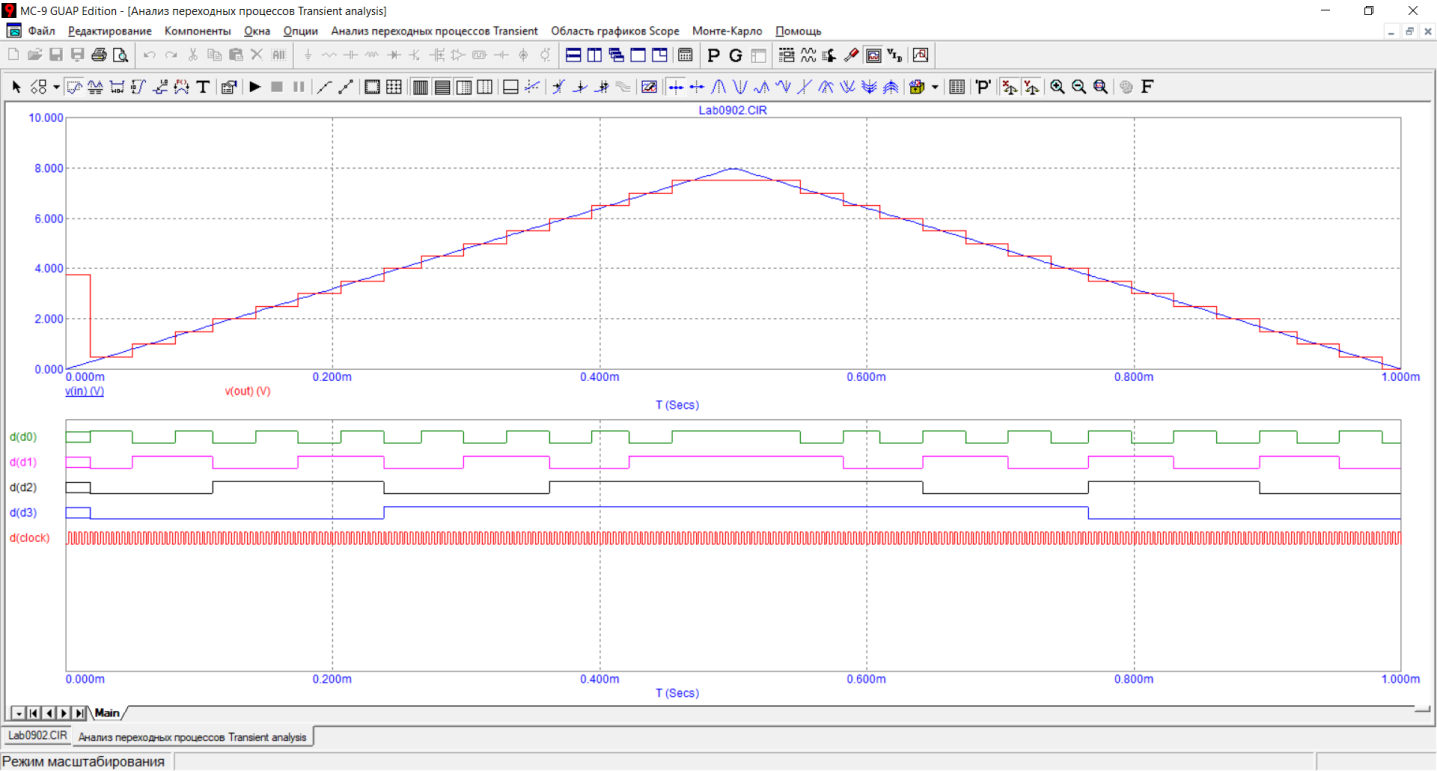 MC-9 GUAP Edition - [Анализ переходных процессов Transient analysis]
Файл Редактирование Компоненты Окна Опции Анализ переходных процессов Transient Область графиков Scope Монте-Карло Помощь
All P G
T 'P' F
Lab0902.CIR
10.000
8.000
6.000
4.000
2.000
0.000
0.000m 0.200m 0.400m 0.600m 0.800m 1.000m
v(in) (V) v(out) (V)
T (Secs)
d(d0)
d(d1)
d(d2)
d(d3)
d(clock)
0.000m 0.200m 0.400m 0.600m 0.800m 1.000m
T (Secs)
Main
Lab0902.CIR Анализ переходных процессов Transient analysis
Режим масштабирования